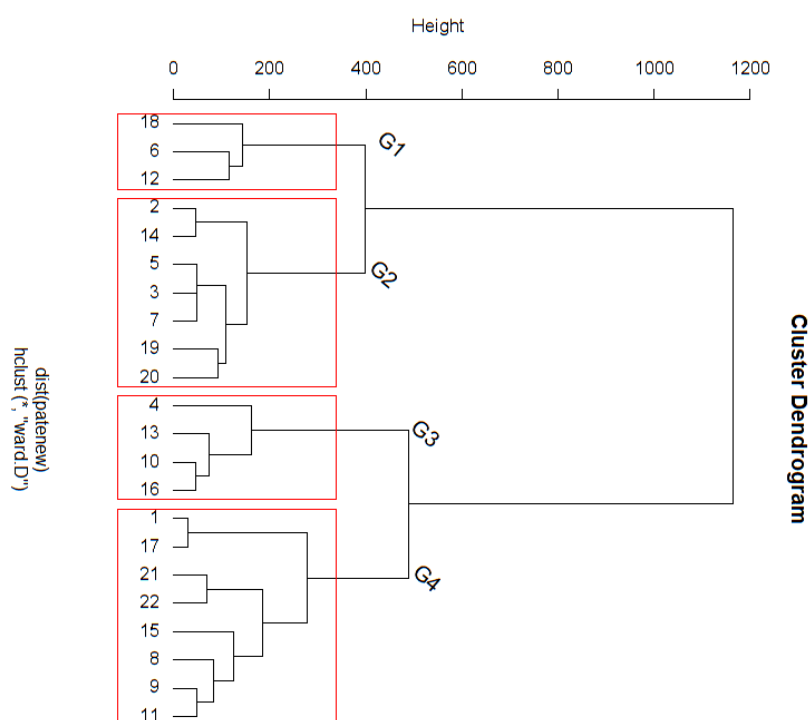 Height
0 200 400 600 800 1000 1200
18
G1
6
12
2
14
5
G2
3
7
19
20
4
13
G3
10
16
1
17
21
G4
22
15
8
9
11
Cluster Dendrogram
dist(patenew)
hclust (*, "ward.D")